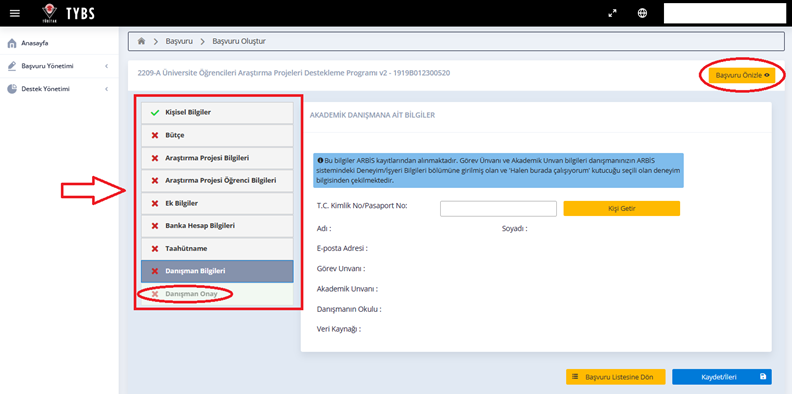 TÜBİTAK
TYBS
Anasayfa
Başvuru Yönetimi
Destek Yönetimi
Başvuru
Başvuru Oluştur
2209-A Üniversite Öğrencileri Araştırma Projeleri Destekleme Programı v2 - 1919B012300520
Başvuru Önizle
Kişisel Bilgiler
Bütçe
Araştırma Projesi Bilgileri
Araştırma Projesi Öğrenci Bilgileri
Ek Bilgiler
Banka Hesap Bilgileri
Taahütname
Danışman Bilgileri
Danışman Onay
AKADEMİK DANIŞMANA AİT BİLGİLER
Bu bilgiler ARBİS kayıtlarından alınmaktadır. Görev Ünvanı ve Akademik Unvan bilgileri danışmanınızın ARBİS
sistemindeki Deneyim/İşyeri Bilgileri bölümüne girilmiş olan ve 'Halen burada çalışıyorum' kutucuğu seçili olan deneyim
bilgisinden çekilmektedir.
T.C. Kimlik No/Pasaport No:
Kişi Getir
Adı :
Soyadı :
E-posta Adresi :
Görev Unvanı :
Akademik Unvanı :
Danışmanın Okulu :
Veri Kaynağı :
Başvuru Listesine Dön
Kaydet/İleri